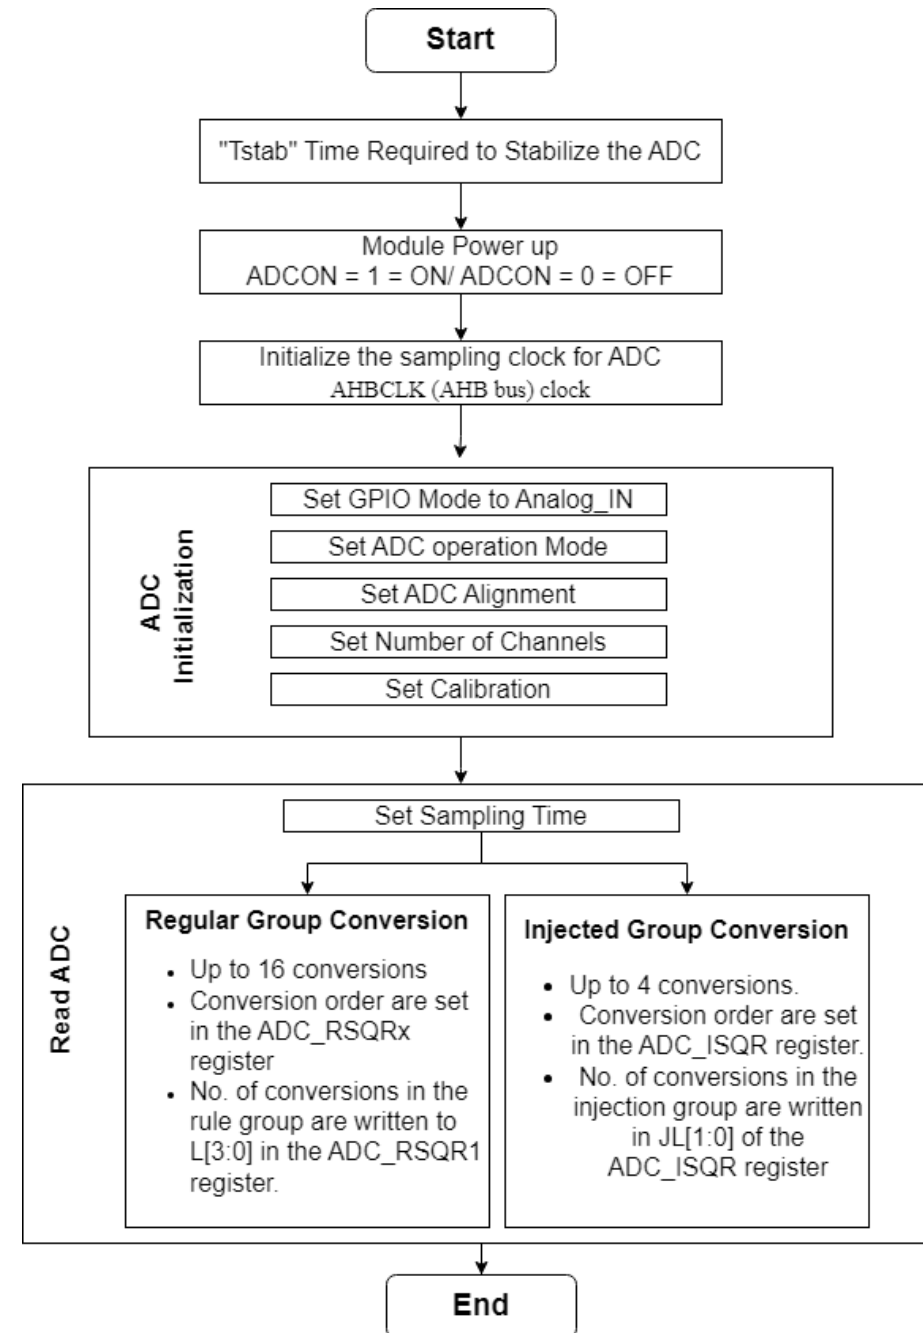 Start
"Tstab" Time Required to Stabilize the ADC
Module Power up
ADCON = 1 = ON/ ADCON = 0 = OFF
Initialize the sampling clock for ADC
AHBCLK (AHB bus) clock
ADC
Initialization
Set GPIO Mode to Analog_IN
Set ADC operation Mode
Set ADC Alignment
Set Number of Channels
Set Calibration
Read ADC
Set Sampling Time
Regular Group Conversion
• Up to 16 conversions
• Conversion order are set
in the ADC_RSQRx
register
• No. of conversions in the
rule group are written to
L[3:0] in the ADC_RSQR1
register.
Injected Group Conversion
• Up to 4 conversions.
• Conversion order are set
in the ADC_ISQR register.
• No. of conversions in the
injection group are written
in JL[1:0] of the
ADC_ISQR register
End